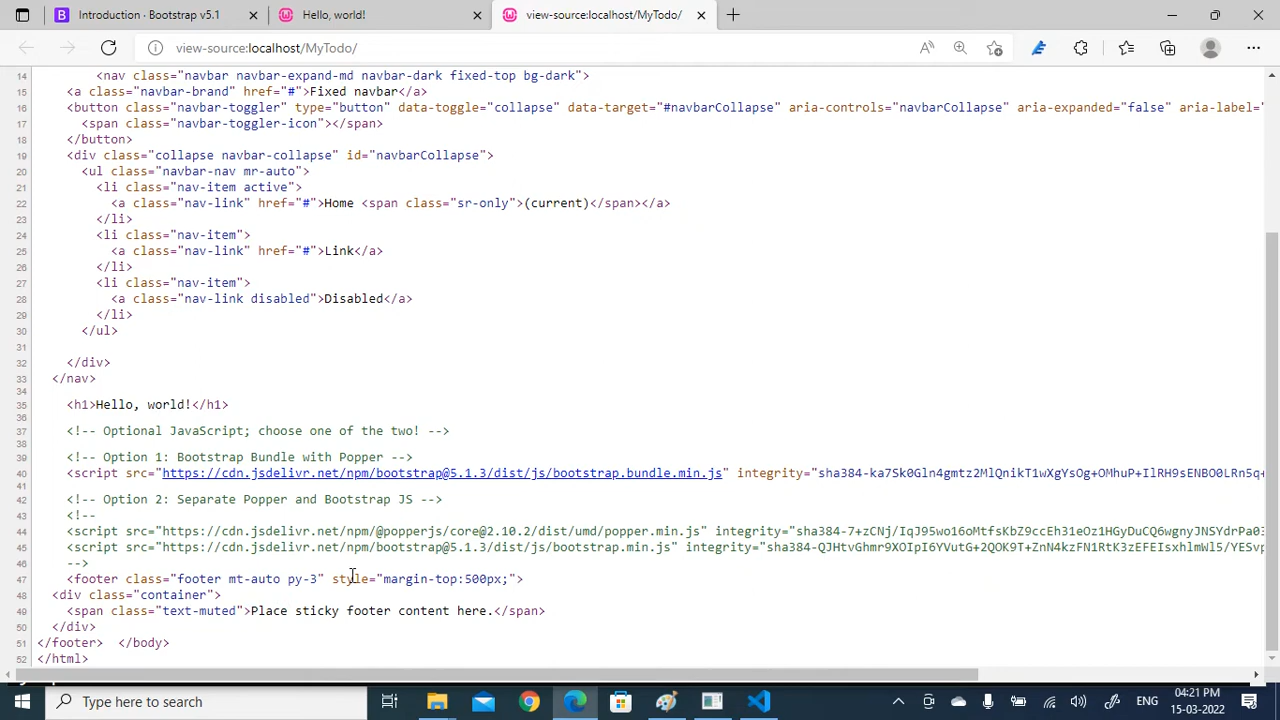 Introduction · Bootstrap v5.1
Hello, world!
view-source:localhost/MyTodo/
view-source:localhost/MyTodo/
14 <nav class="navbar navbar-expand-md navbar-dark fixed-top bg-dark">
15 <a class="navbar-brand" href="#">Fixed navbar</a>
16 <button class="navbar-toggler" type="button" data-toggle="collapse" data-target="#navbarCollapse" aria-controls="navbarCollapse" aria-expanded="false" aria-label="
17 <span class="navbar-toggler-icon"></span>
18 </button>
19 <div class="collapse navbar-collapse" id="navbarCollapse">
20 <ul class="navbar-nav mr-auto">
21 <li class="nav-item active">
22 <a class="nav-link" href="#">Home <span class="sr-only">(current)</span></a>
23 </li>
24 <li class="nav-item">
25 <a class="nav-link" href="#">Link</a>
26 </li>
27 <li class="nav-item">
28 <a class="nav-link disabled">Disabled</a>
29 </li>
30 </ul>
31
32 </div>
33 </nav>
34
35 <h1>Hello, world!</h1>
36
37 <!-- Optional JavaScript; choose one of the two! -->
38
39 <!-- Option 1: Bootstrap Bundle with Popper -->
40 <script src="https://cdn.jsdelivr.net/npm/bootstrap@5.1.3/dist/js/bootstrap.bundle.min.js" integrity="sha384-ka7Sk0Gln4gmtz2MlQnikT1wXgYsOg+OMhuP+IlRH9sENBO0LRn5q+
41
42 <!-- Option 2: Separate Popper and Bootstrap JS -->
43 <!--
44 <script src="https://cdn.jsdelivr.net/npm/@popperjs/core@2.10.2/dist/umd/popper.min.js" integrity="sha384-7+zCNj/IqJ95wo16oMtfsKbZ9ccEh31eOz1HGyDuCQ6wgnyJNSYdrPa03
45 <script src="https://cdn.jsdelivr.net/npm/bootstrap@5.1.3/dist/js/bootstrap.min.js" integrity="sha384-QJHtvGhmr9XOIpI6YVutG+2QOK9T+ZnN4kzFN1RtK3zEFEIsxhlmWl5/YESvp
46 -->
47 <footer class="footer mt-auto py-3" style="margin-top:500px;">
48 <div class="container">
49 <span class="text-muted">Place sticky footer content here.</span>
50 </div>
51 </footer> </body>
52 </html>
Type here to search
ENG
04:21 PM
15-03-2022